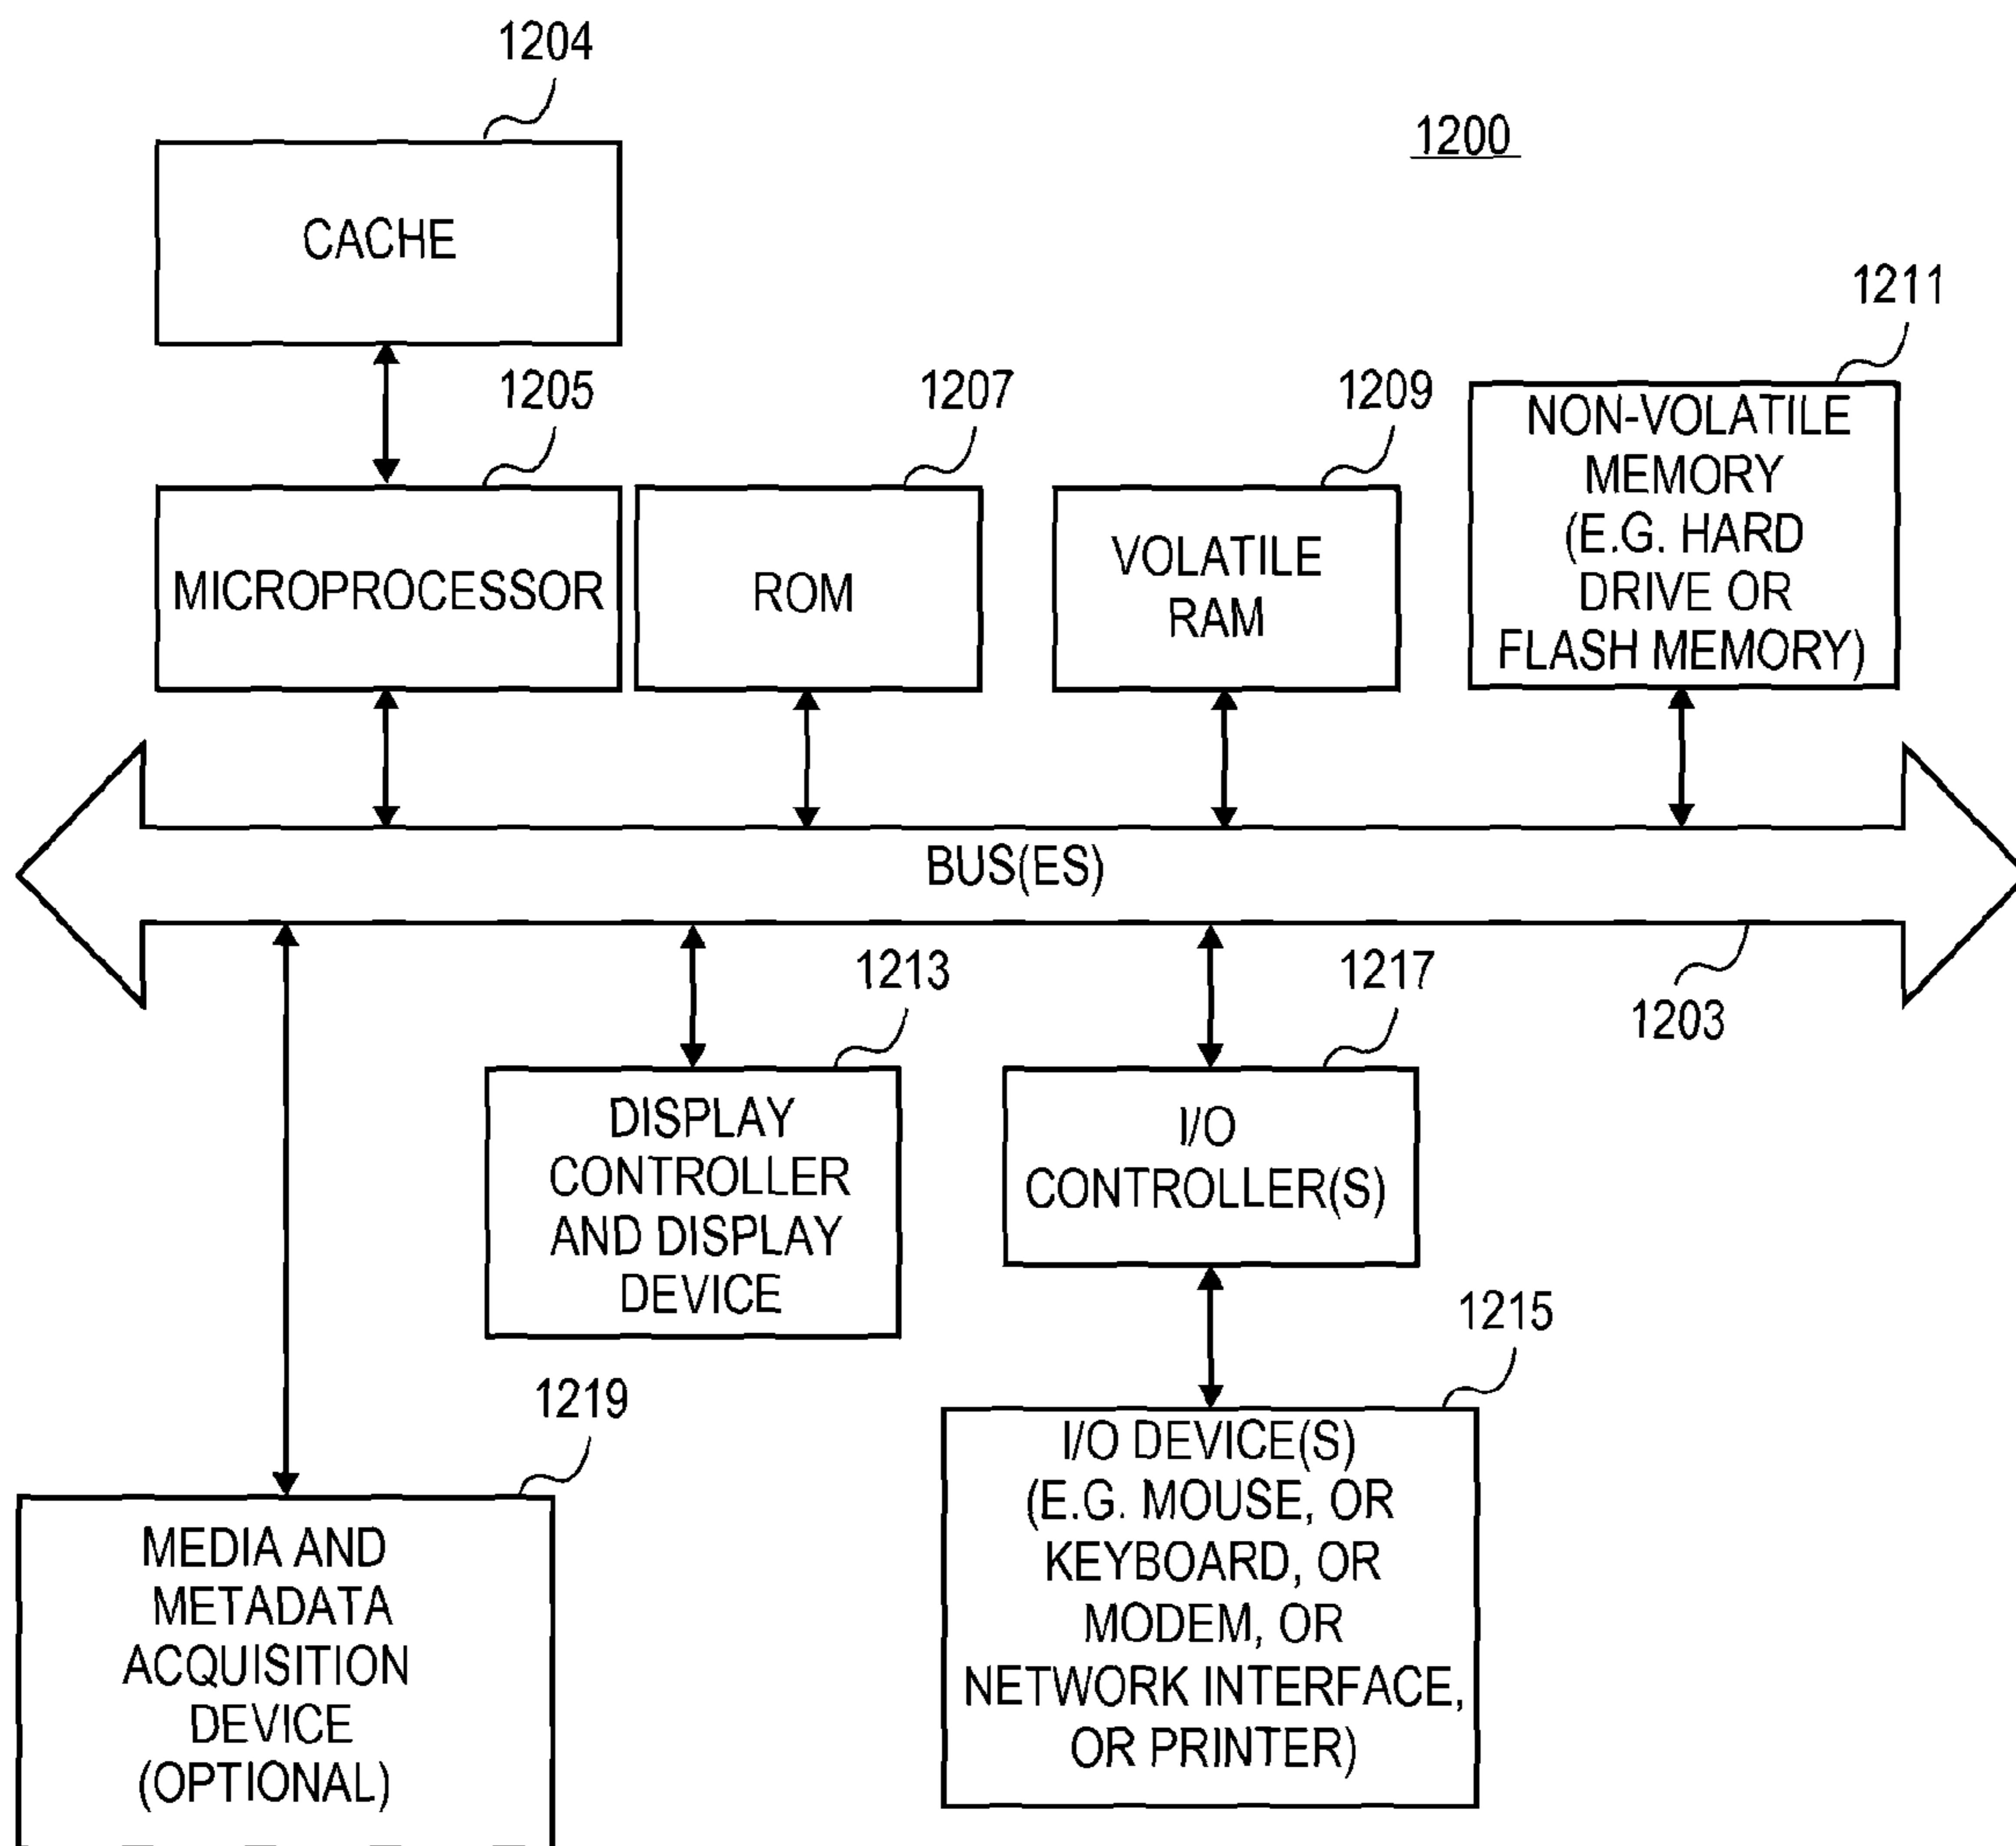 1204
1200
CACHE
1211
1205
1207
1209
NON-VOLATILE
MEMORY
(E.G. HARD
DRIVE OR
FLASH MEMORY)
MICROPROCESSOR
ROM
VOLATILE
RAM
BUS(ES)
1213
1217
1203
DISPLAY
CONTROLLER
AND DISPLAY
DEVICE
I/O
CONTROLLER(S)
1219
1215
MEDIA AND
METADATA
ACQUISITION
DEVICE
(OPTIONAL)
I/O DEVICE(S)
(E.G. MOUSE, OR
KEYBOARD, OR
MODEM, OR
NETWORK INTERFACE,
OR PRINTER)